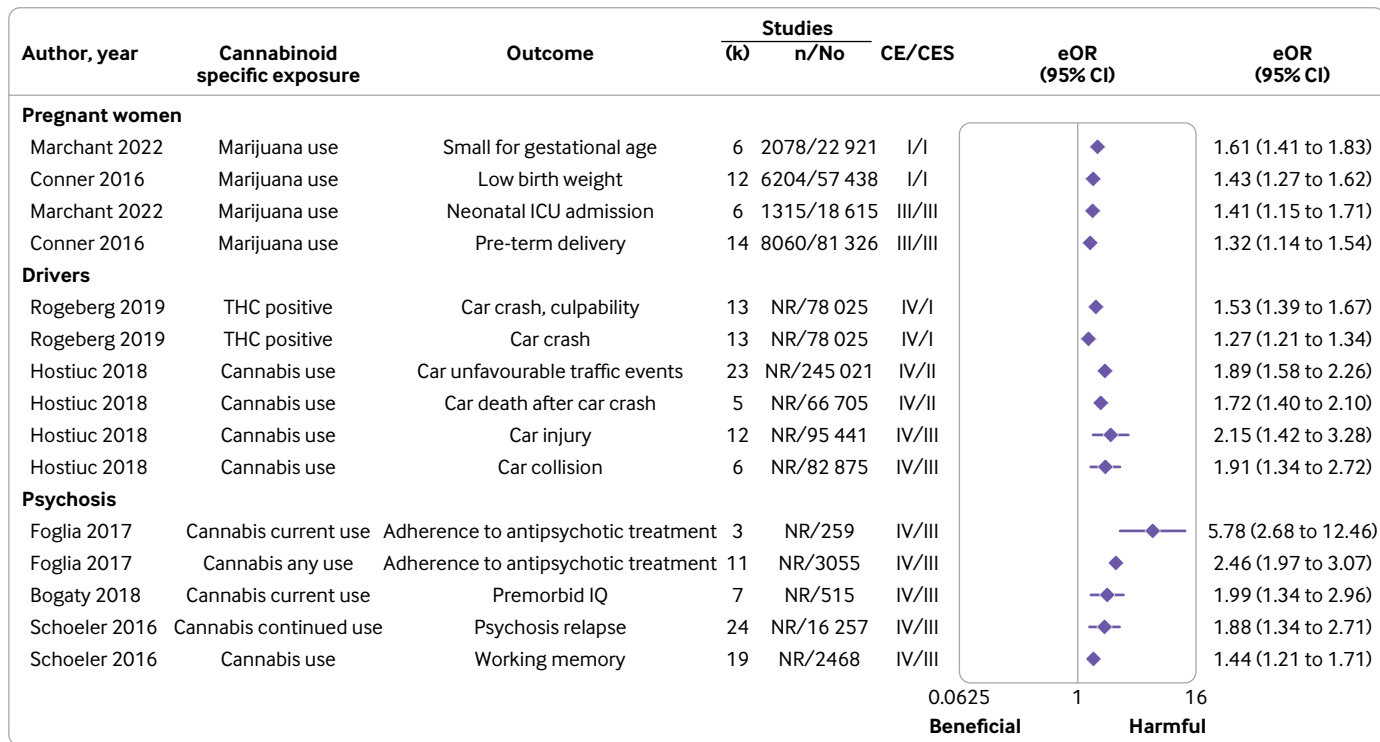 Studies
Author, year Cannabinoid specific exposure Outcome (k) n/No CE/CES eOR (95% CI) eOR (95% CI)
Pregnant women
Marchant 2022 Marijuana use Small for gestational age 6 2078/22 921 I/I 1.61 (1.41 to 1.83)
Conner 2016 Marijuana use Low birth weight 12 6204/57 438 I/I 1.43 (1.27 to 1.62)
Marchant 2022 Marijuana use Neonatal ICU admission 6 1315/18 615 III/III 1.41 (1.15 to 1.71)
Conner 2016 Marijuana use Pre-term delivery 14 8060/81 326 III/III 1.32 (1.14 to 1.54)
Drivers
Rogeberg 2019 THC positive Car crash, culpability 13 NR/78 025 IV/I 1.53 (1.39 to 1.67)
Rogeberg 2019 THC positive Car crash 13 NR/78 025 IV/I 1.27 (1.21 to 1.34)
Hostiuc 2018 Cannabis use Car unfavourable traffic events 23 NR/245 021 IV/II 1.89 (1.58 to 2.26)
Hostiuc 2018 Cannabis use Car death after car crash 5 NR/66 705 IV/II 1.72 (1.40 to 2.10)
Hostiuc 2018 Cannabis use Car injury 12 NR/95 441 IV/III 2.15 (1.42 to 3.28)
Hostiuc 2018 Cannabis use Car collision 6 NR/82 875 IV/III 1.91 (1.34 to 2.72)
Psychosis
Foglia 2017 Cannabis current use Adherence to antipsychotic treatment 3 NR/259 IV/III 5.78 (2.68 to 12.46)
Foglia 2017 Cannabis any use Adherence to antipsychotic treatment 11 NR/3055 IV/III 2.46 (1.97 to 3.07)
Bogaty 2018 Cannabis current use Premorbid IQ 7 NR/515 IV/III 1.99 (1.34 to 2.96)
Schoeler 2016 Cannabis continued use Psychosis relapse 24 NR/16 257 IV/III 1.88 (1.34 to 2.71)
Schoeler 2016 Cannabis use Working memory 19 NR/2468 IV/III 1.44 (1.21 to 1.71)
0.0625 1 16
Beneficial Harmful